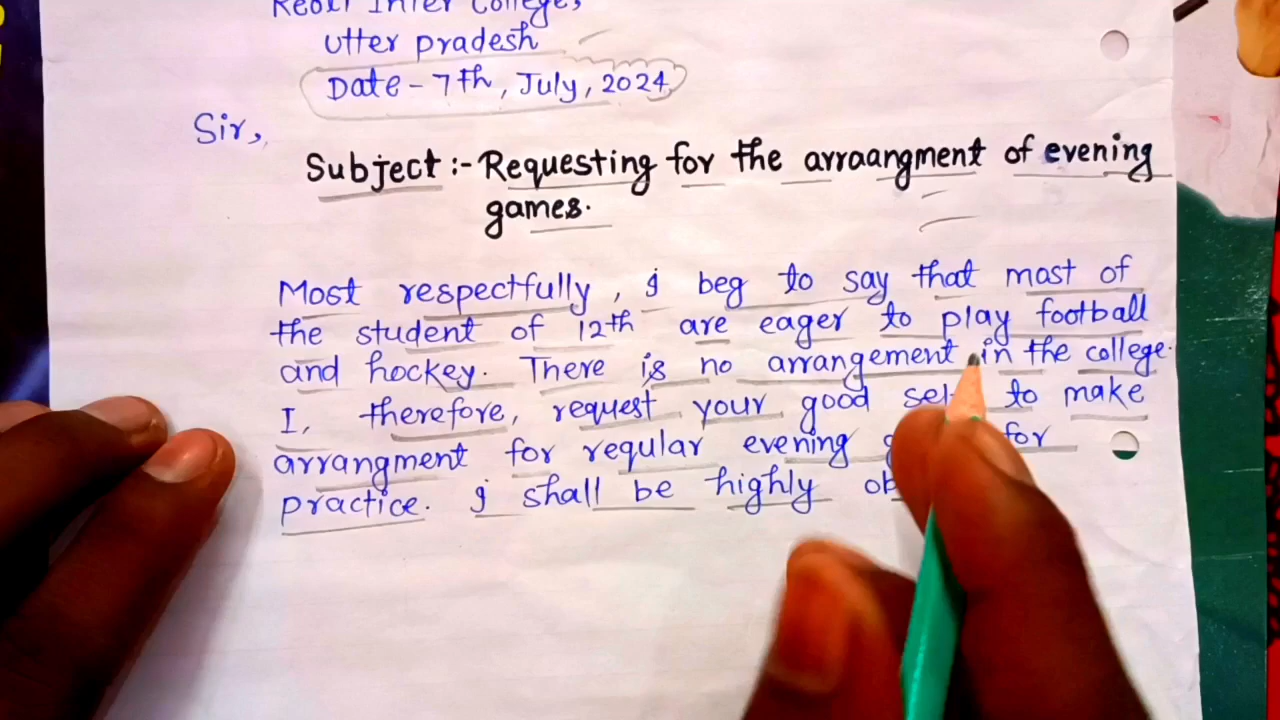 Inter College,
Utter pradesh
Date - 7th, July, 2024
Sir,
Subject :- Requesting for the arraangment of evening
games.
Most respectfully, I beg to say that most of
the student of 12th are eager to play football
and hockey. There is no arrangement in the college.
I, therefore, request your good to make
arrangment for regular evening for
practice. I shall be highly